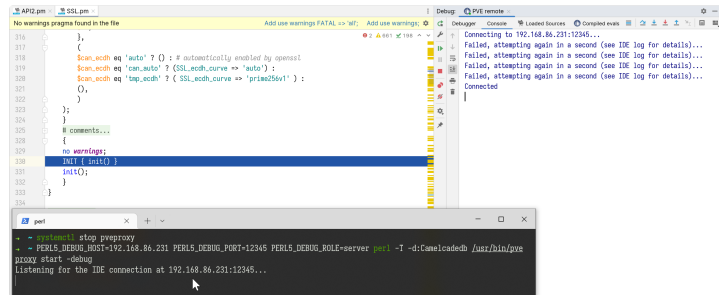 API2.pm × SSL.pm ×
Debug: PVE remote ×
No warnings pragma found in the file Add use warnings FATAL => 'all'; Add use warnings;
Debugger Console Loaded Sources Compiled evals
2 661 106
316 },
317 (
318 $can_ecdh eq 'auto' ? () : # automatically enabled by openssl
319 $can_ecdh eq 'can_auto' ? (SSL_ecdh_curve => 'auto') :
320 $can_ecdh eq 'tmp_ecdh' ? ( SSL_ecdh_curve => 'prime256v1' ) :
321 (),
322 )
323 );
324 }
325 # comments...
328 {
329 no warnings;
330 INIT { init() }
331 init();
332 }
333 }
334
Connecting to 192.168.86.231:12345...
Failed, attempting again in a second (see IDE log for details)...
Failed, attempting again in a second (see IDE log for details)...
Failed, attempting again in a second (see IDE log for details)...
Failed, attempting again in a second (see IDE log for details)...
Connected
perl
→ ~ systemctl stop pveproxy
→ ~ PERL5_DEBUG_HOST=192.168.86.231 PERL5_DEBUG_PORT=12345 PERL5_DEBUG_ROLE=server perl -T -d:Camelcadedb /usr/bin/pve
proxy start -debug
Listening for the IDE connection at 192.168.86.231:12345...